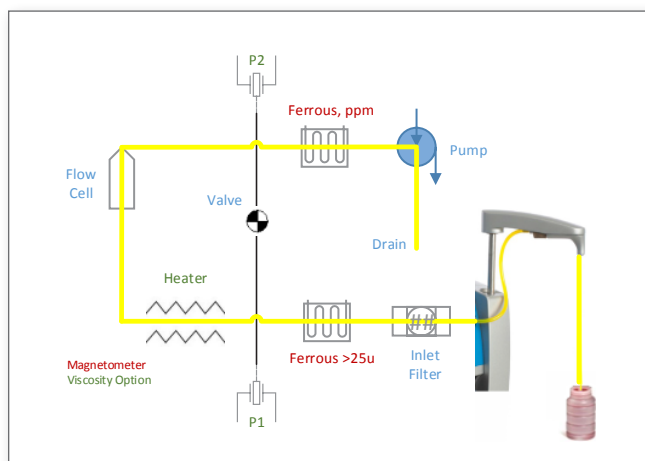 P2
Ferrous, ppm
Pump
Flow
Cell
Valve
Drain
Heater
Magnetometer
Viscosity Option
Ferrous >25u
Inlet
Filter
P1